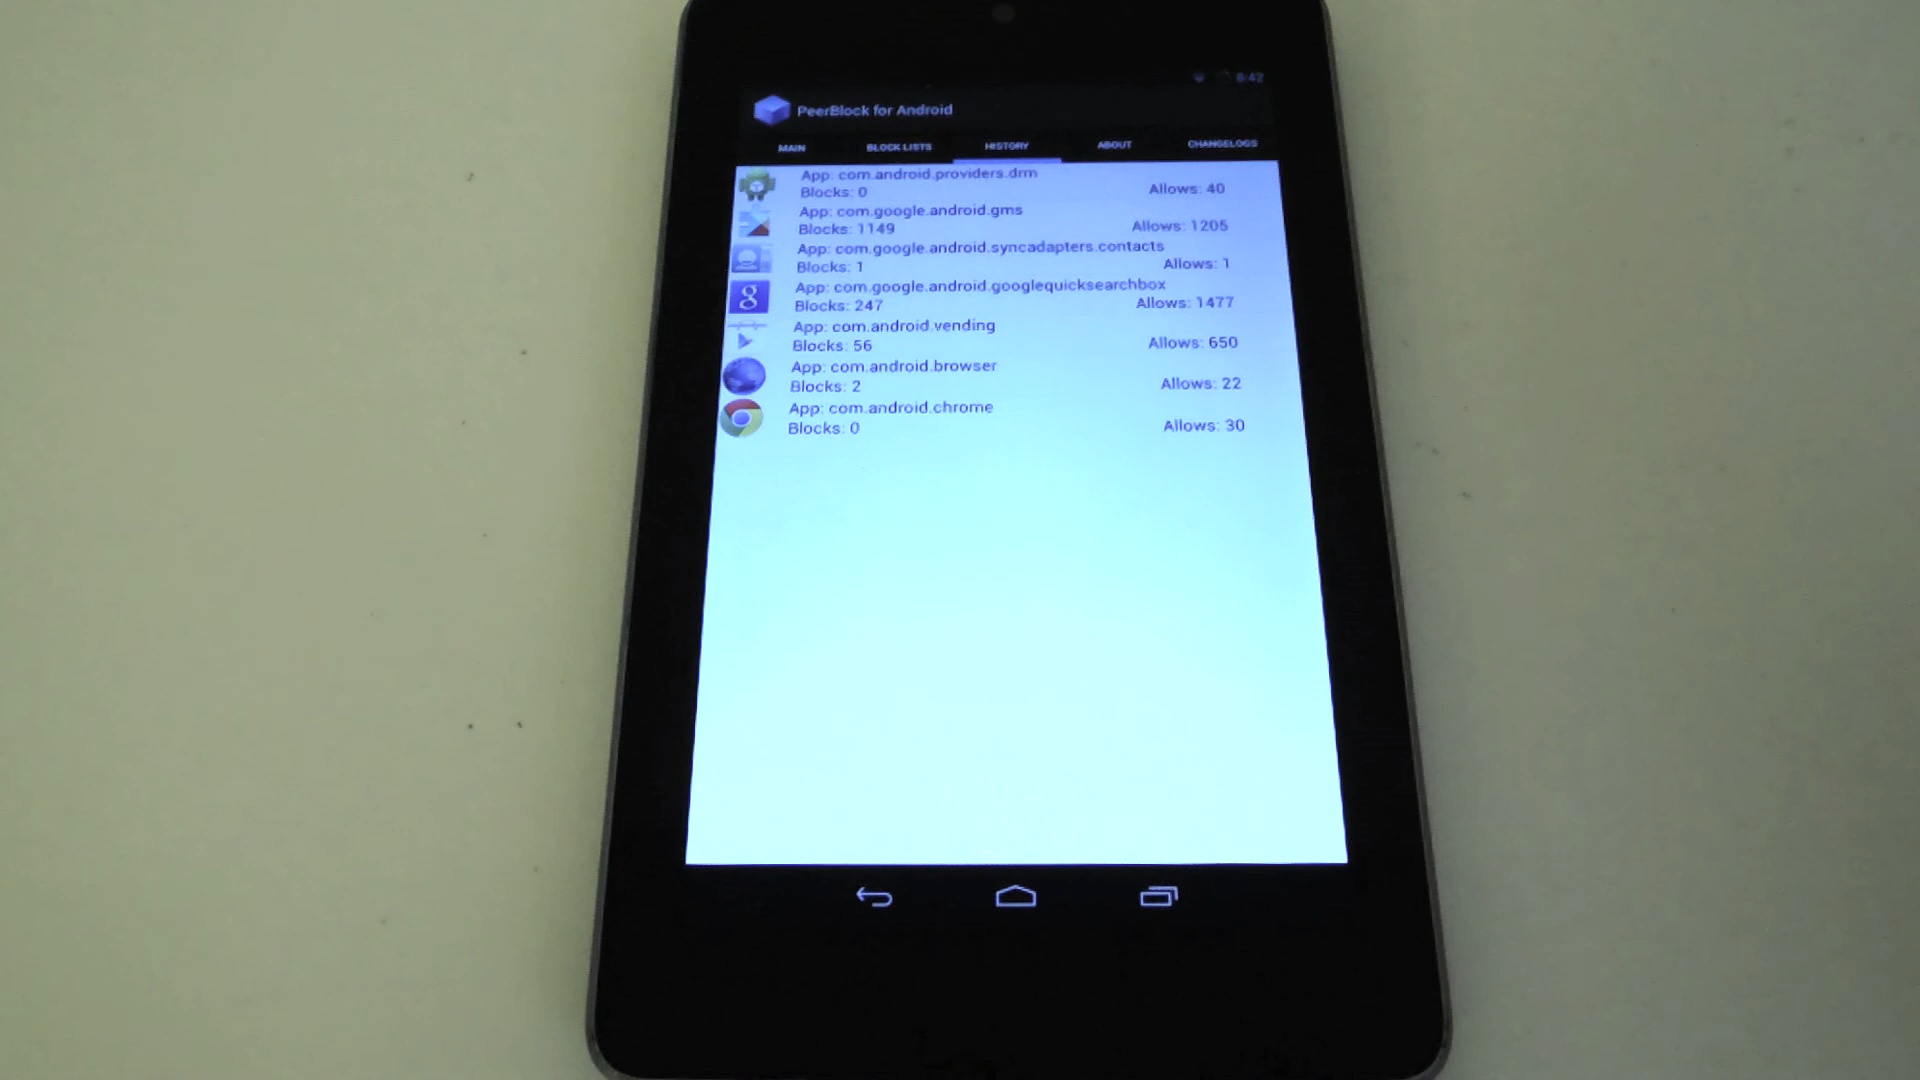 8:42
PeerBlock for Android
MAIN BLOCK LISTS HISTORY ABOUT CHANGELOGS
App: com.android.providers.drm
Blocks: 0 Allows: 40
App: com.google.android.gms
Blocks: 1149 Allows: 1205
App: com.google.android.syncadapters.contacts
Blocks: 1 Allows: 1
App: com.google.android.googlequicksearchbox
g
Blocks: 247 Allows: 1477
App: com.android.vending
Blocks: 56 Allows: 650
App: com.android.browser
Blocks: 2 Allows: 22
App: com.android.chrome
Blocks: 0 Allows: 30